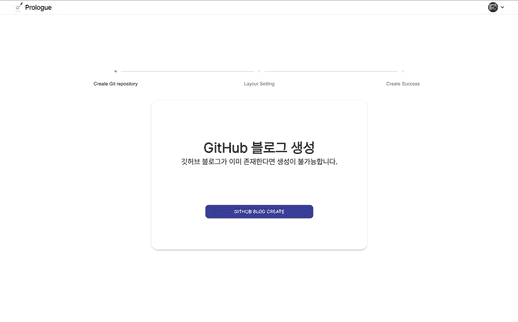 Prologue
Create Git repository
Layout Setting
Create Success
GitHub 블로그 생성
깃허브 블로그가 이미 존재한다면 생성이 불가능합니다.
GITHUB BLOG CREATE